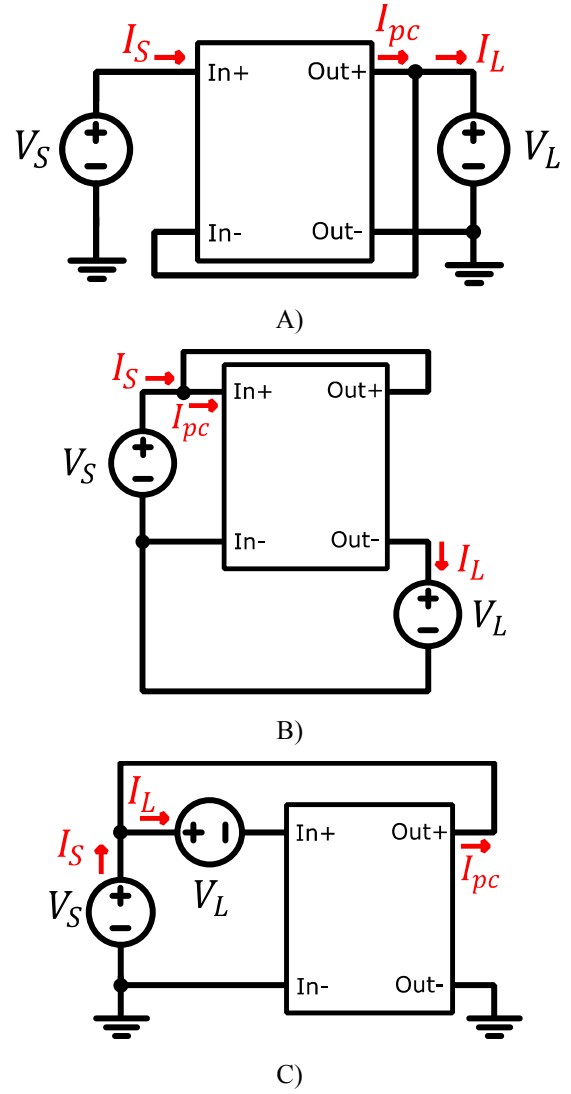 I_S I_pc I_L
In+ Out+
V_S + − + − V_L
In- Out-
A)
I_S
I_pc In+ Out+
V_S + −
In- Out- I_L
+ − V_L
B)
I_L
I_S + − In+ Out+
V_S + − V_L I_pc
In- Out-
C)